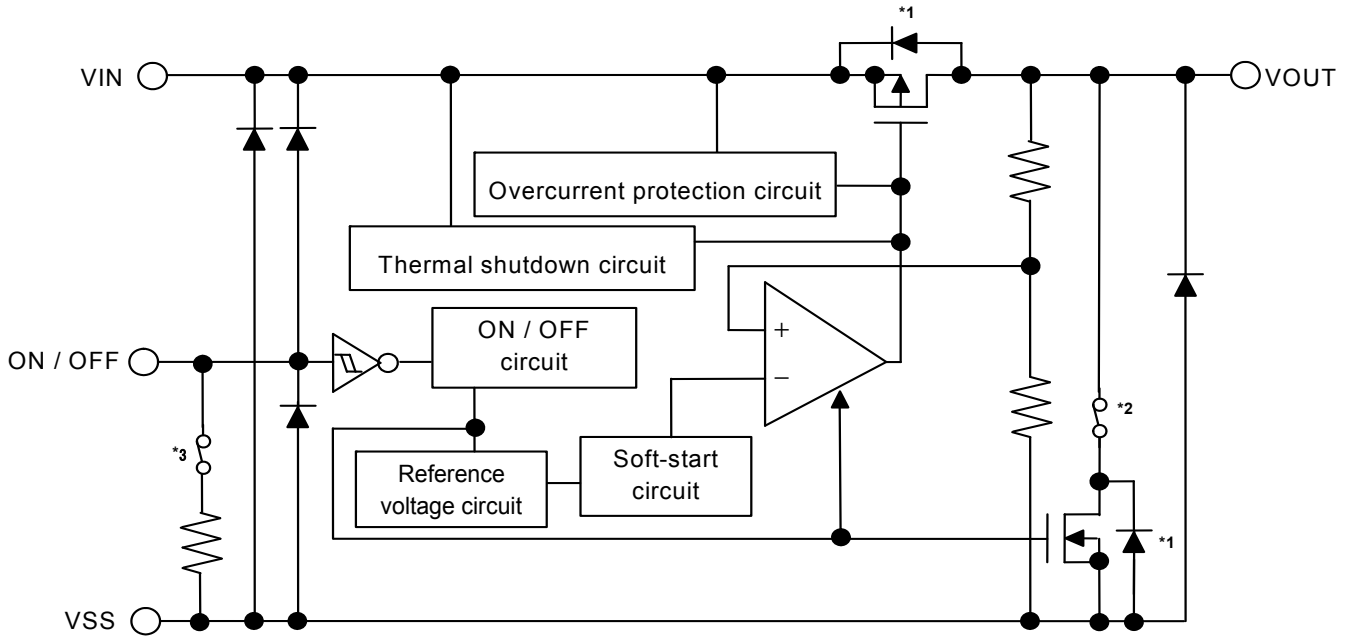 *1
VIN
VOUT
Overcurrent protection circuit
Thermal shutdown circuit
ON / OFF
ON / OFF
circuit
+
−
*2
*3
Reference
voltage circuit
Soft-start
circuit
*1
VSS